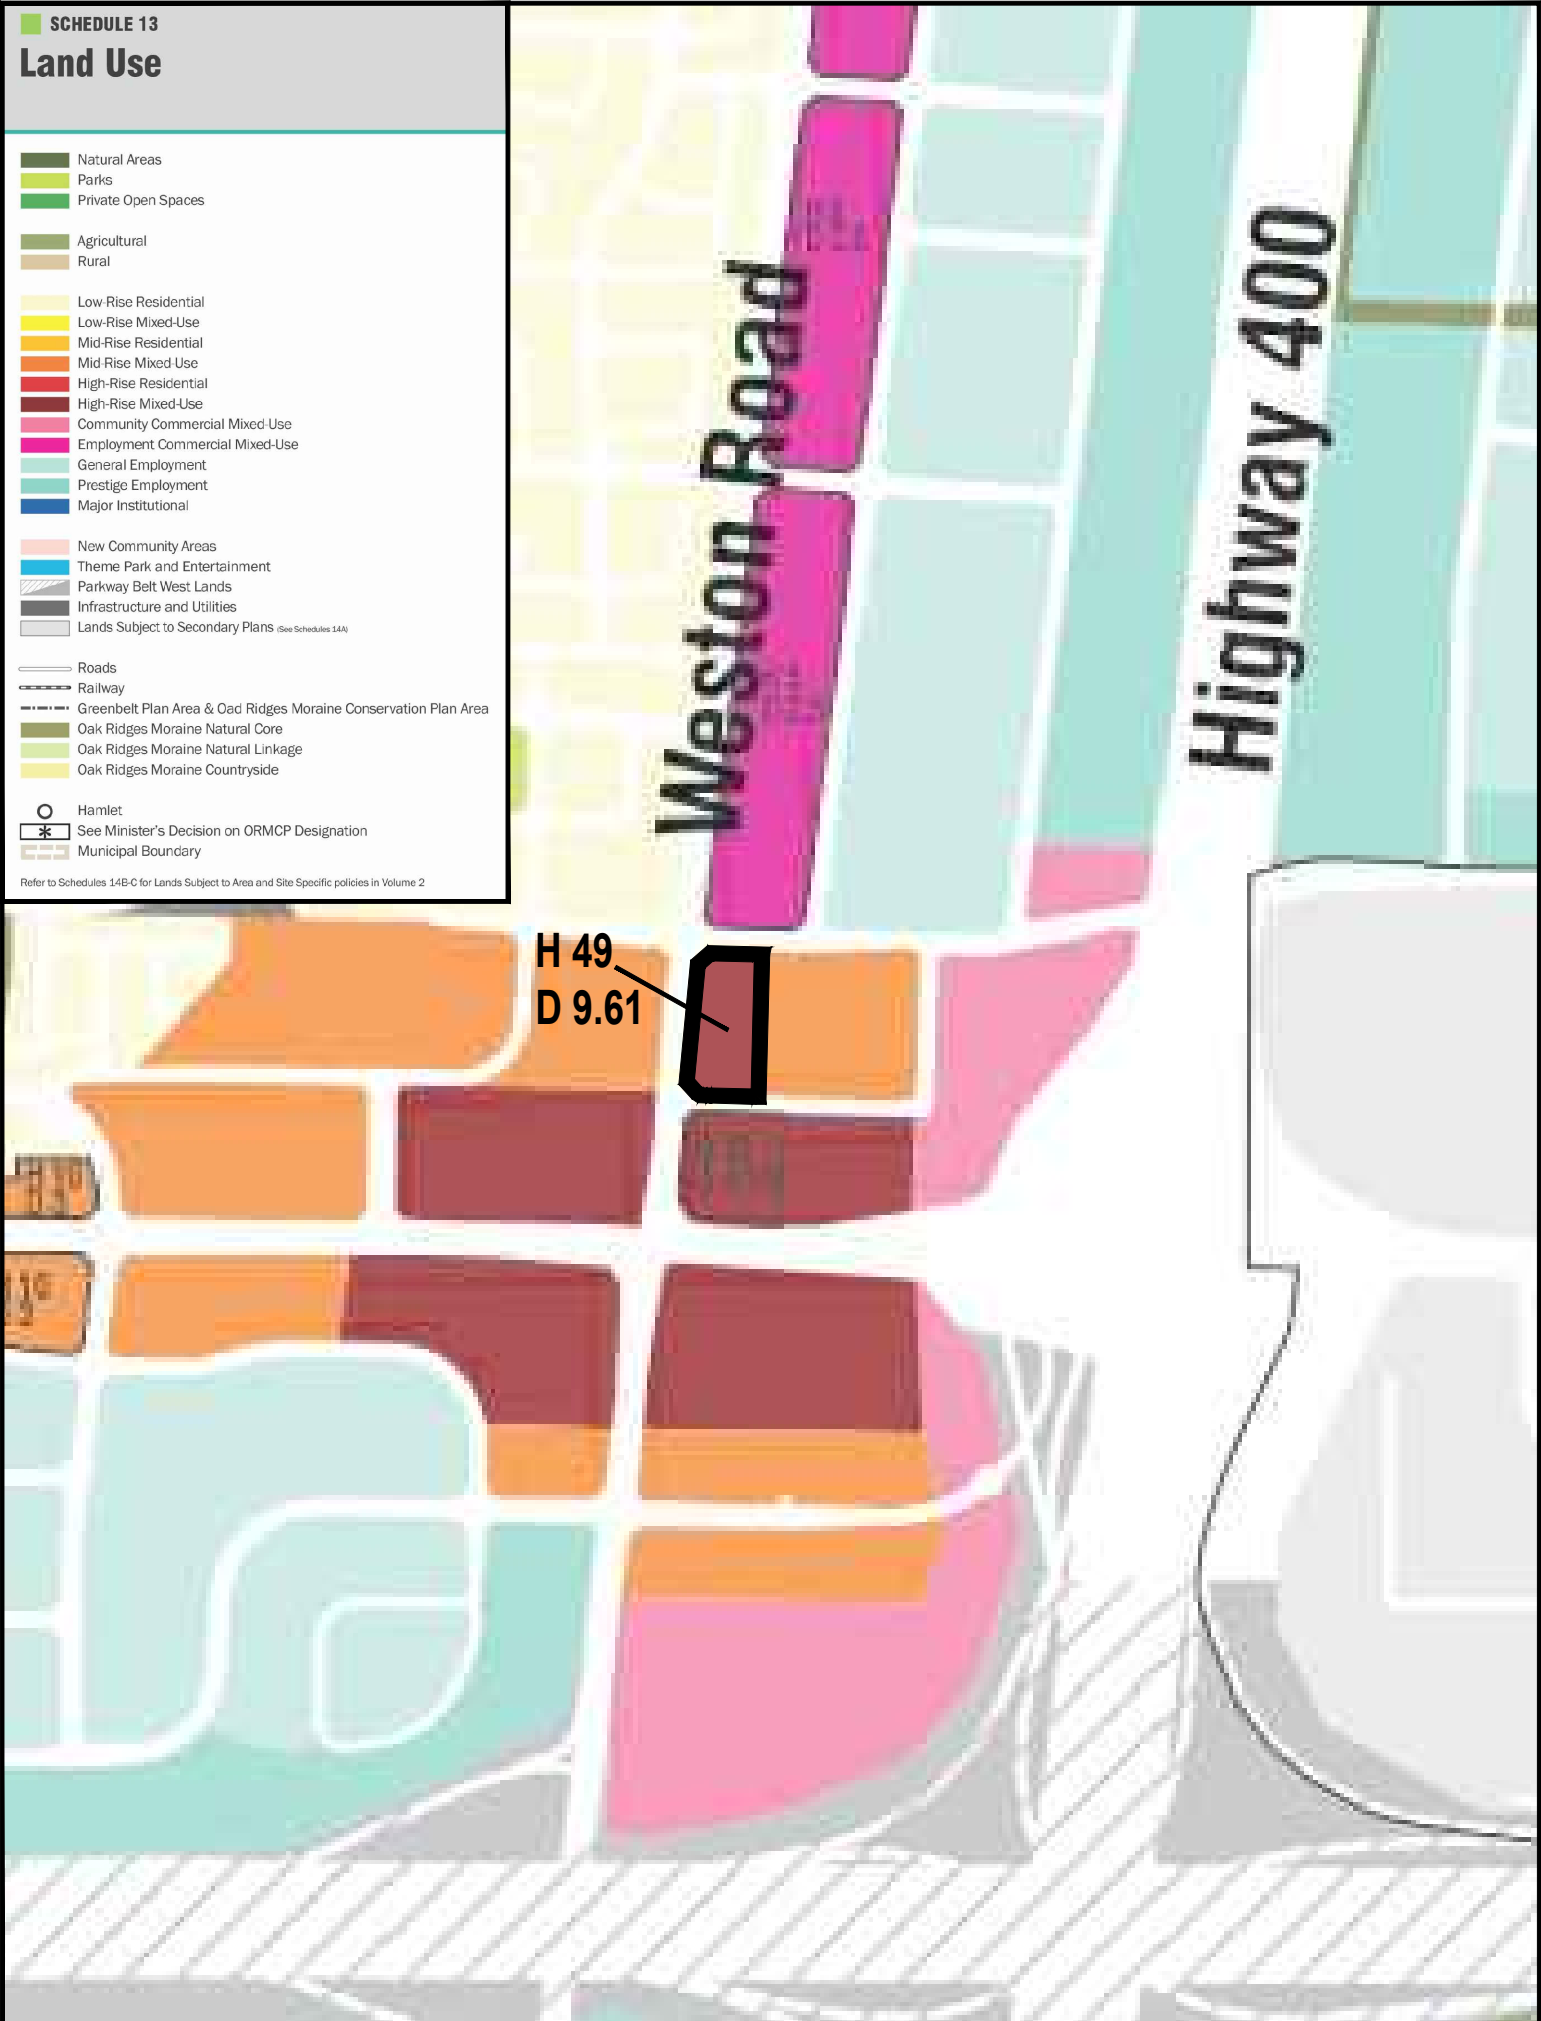 SCHEDULE 13
Land Use
Natural Areas
Parks
Private Open Spaces
Agricultural
Rural
Low-Rise Residential
Low-Rise Mixed-Use
Mid-Rise Residential
Mid-Rise Mixed-Use
High-Rise Residential
High-Rise Mixed-Use
Community Commercial Mixed-Use
Employment Commercial Mixed-Use
General Employment
Prestige Employment
Major Institutional
New Community Areas
Theme Park and Entertainment
Parkway Belt West Lands
Infrastructure and Utilities
Lands Subject to Secondary Plans (See Schedules 14A)
Roads
Railway
Greenbelt Plan Area & Oad Ridges Moraine Conservation Plan Area
Oak Ridges Moraine Natural Core
Oak Ridges Moraine Natural Linkage
Oak Ridges Moraine Countryside
Hamlet
See Minister's Decision on ORMCP Designation
Municipal Boundary
Refer to Schedules 14B-C for Lands Subject to Area and Site Specific policies in Volume 2
Weston Road
Highway 400
H 49
D 9.61